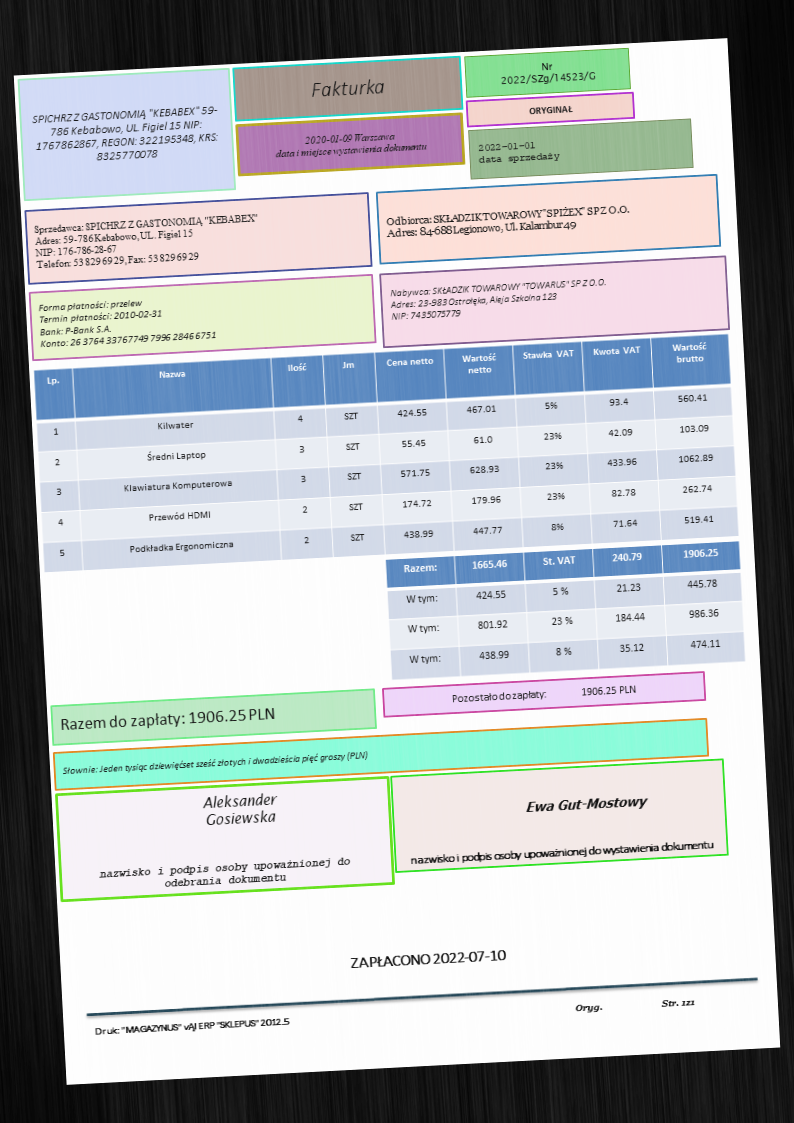 SPICHRZ Z GASTONOMIĄ "KEBABEX" 59-
786 Kebabowo, UL. Figiel 15 NIP:
1767862867, REGON: 322195348, KRS:
8325770078
Fakturka
2020-01-09 Warszawa
data i miejsce wystawienia dokumentu
Nr
2022/SZg/14523/G
ORYGINAŁ
2022-01-01
data sprzedaży
Sprzedawca: SPICHRZ Z GASTONOMIĄ "KEBABEX"
Adres: 59-786 Kebabowo, UL. Figiel 15
NIP: 176-786-28-67
Telefon: 53 829 69 29, Fax: 53 829 69 29
Odbiorca: SKŁADZIK TOWAROWY "SPIŻEX" SP Z O.O.
Adres: 84-688 Legionowo, Ul. Kalambur 49
Forma płatności: przelew
Termin płatności: 2010-02-31
Bank: P-Bank S.A.
Konto: 26 3764 33767749 7996 2846 6751
Nabywca: SKŁADZIK TOWAROWY "TOWARUS" SP Z O.O.
Adres: 23-983 Ostrołęka, Aleja Szkolna 123
NIP: 7435075779
Lp. Nazwa Ilość Jm Cena netto Wartość netto Stawka VAT Kwota VAT Wartość brutto
1 Kilwater 4 SZT 424.55 467.01 5% 93.4 560.41
2 Średni Laptop 3 SZT 55.45 61.0 23% 42.09 103.09
3 Klawiatura Komputerowa 3 SZT 571.75 628.93 23% 433.96 1062.89
4 Przewód HDMI 2 SZT 174.72 179.96 23% 82.78 262.74
5 Podkładka Ergonomiczna 2 SZT 438.99 447.77 8% 71.64 519.41
Razem: 1665.46 St. VAT 240.79 1906.25
W tym: 424.55 5 % 21.23 445.78
W tym: 801.92 23 % 184.44 986.36
W tym: 438.99 8 % 35.12 474.11
Razem do zapłaty: 1906.25 PLN
Pozostało do zapłaty: 1906.25 PLN
Słownie: Jeden tysiąc dziewięćset sześć złotych i dwadzieścia pięć groszy (PLN)
Aleksander
Gosiewska
nazwisko i podpis osoby upoważnionej do
odebrania dokumentu
Ewa Gut-Mostowy
nazwisko i podpis osoby upoważnionej do wystawienia dokumentu
ZAPŁACONO 2022-07-10
Druk: "MAGAZYNUS" vAJ ERP "SKLEPUS" 2012.5
Oryg.
Str. 121